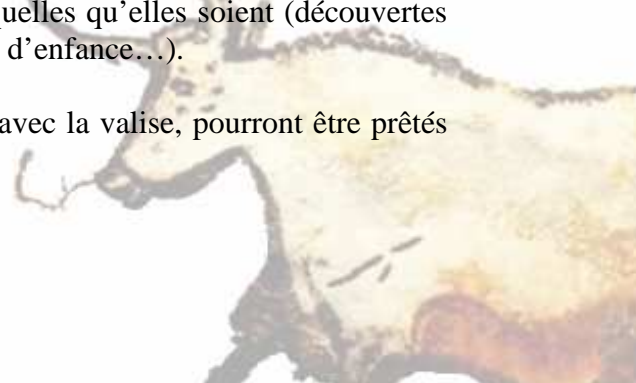 uelles qu’elles soient (découvertes
d’enfance…).
avec la valise, pourront être prêtés